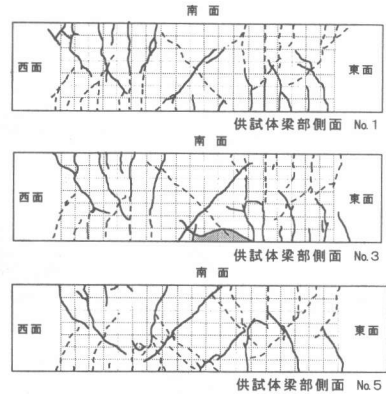 南 面
西面
東面
供試体梁部側面 No.1
南 面
西面
東面
供試体梁部側面 No.3
南 面
西面
東面
供試体梁部側面 No.5